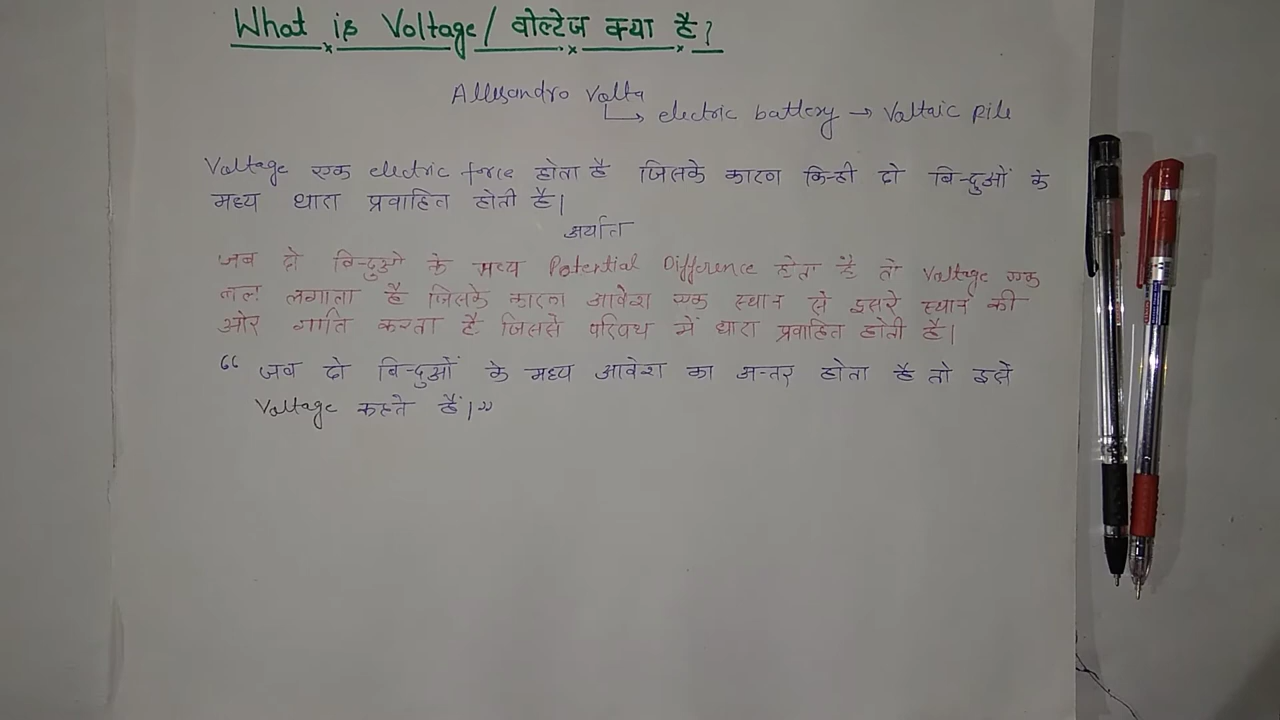 What is Voltage/ वोल्टेज क्या है?
Allesandro Volta
electric battery → Voltaic Pile
Voltage एक electric force होता है जिसके कारण किन्ही दो बिन्दुओं के
मध्य धारा प्रवाहित होती है।
अर्थात
जब दो बिन्दुओ के मध्य Potential Difference होता है तो Voltage एक
बल लगाता है जिसके कारण आवेश एक स्थान से दूसरे स्थान की
ओर गति करता है जिससे परिपथ में धारा प्रवाहित होती है।
“ जब दो बिन्दुओं के मध्य आवेश का अन्तर होता है तो इसे
Voltage कहते हैं।”